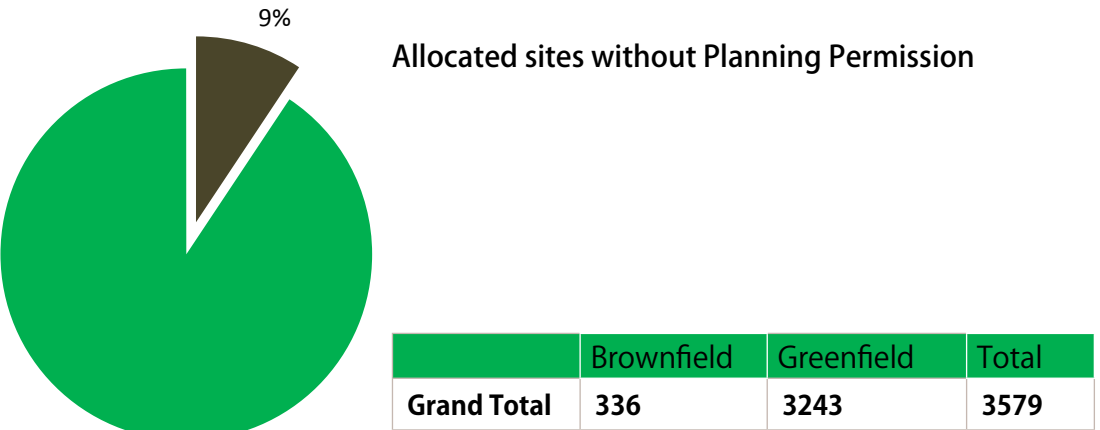 9%
Allocated sites without Planning Permission
Brownfield Greenfield Total
Grand Total 336 3243 3579